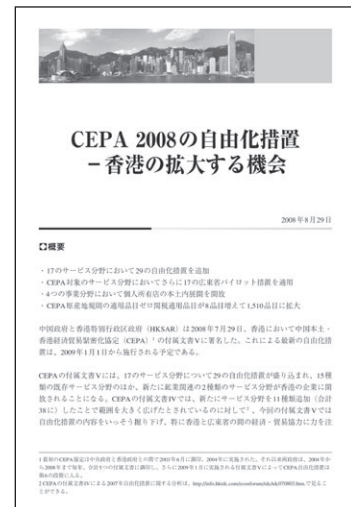 CEPA 2008の自由化措置
－香港の拡大する機会
2008年8月29日
概要
・17のサービス分野において29の自由化措置を追加
・CEPA対象のサービス分野においてさらに17の広東省パイロット措置を適用
・4つの事業分野において個人所有店の本土内展開を開放
・CEPA原産地規則の適用品目ゼロ関税適用品目が8品目増えて1,510品目に拡大
中国政府と香港特別行政区政府（HKSAR）は2008年7月29日、香港において中国本土・
香港経済貿易緊密化協定（CEPA）1の付属文書Vに署名した。これによる最新の自由化措
置は、2009年1月1日から施行される予定である。
CEPAの付属文書Vには、17のサービス分野について29の自由化措置が盛り込まれ、15種
類の既存サービス分野のほか、新たに鉱業関連の2種類のサービス分野が香港の企業に開
放されることになる。CEPAの付属文書IVでは、新たにサービス分野を11種追加（合計
38に）したことで範囲を大きく広げたとされているのに対して2、今回の付属文書Vでは
自由化措置の内容をいっそう掘り下げ、特に香港と広東省の間の経済・貿易協力に力を注